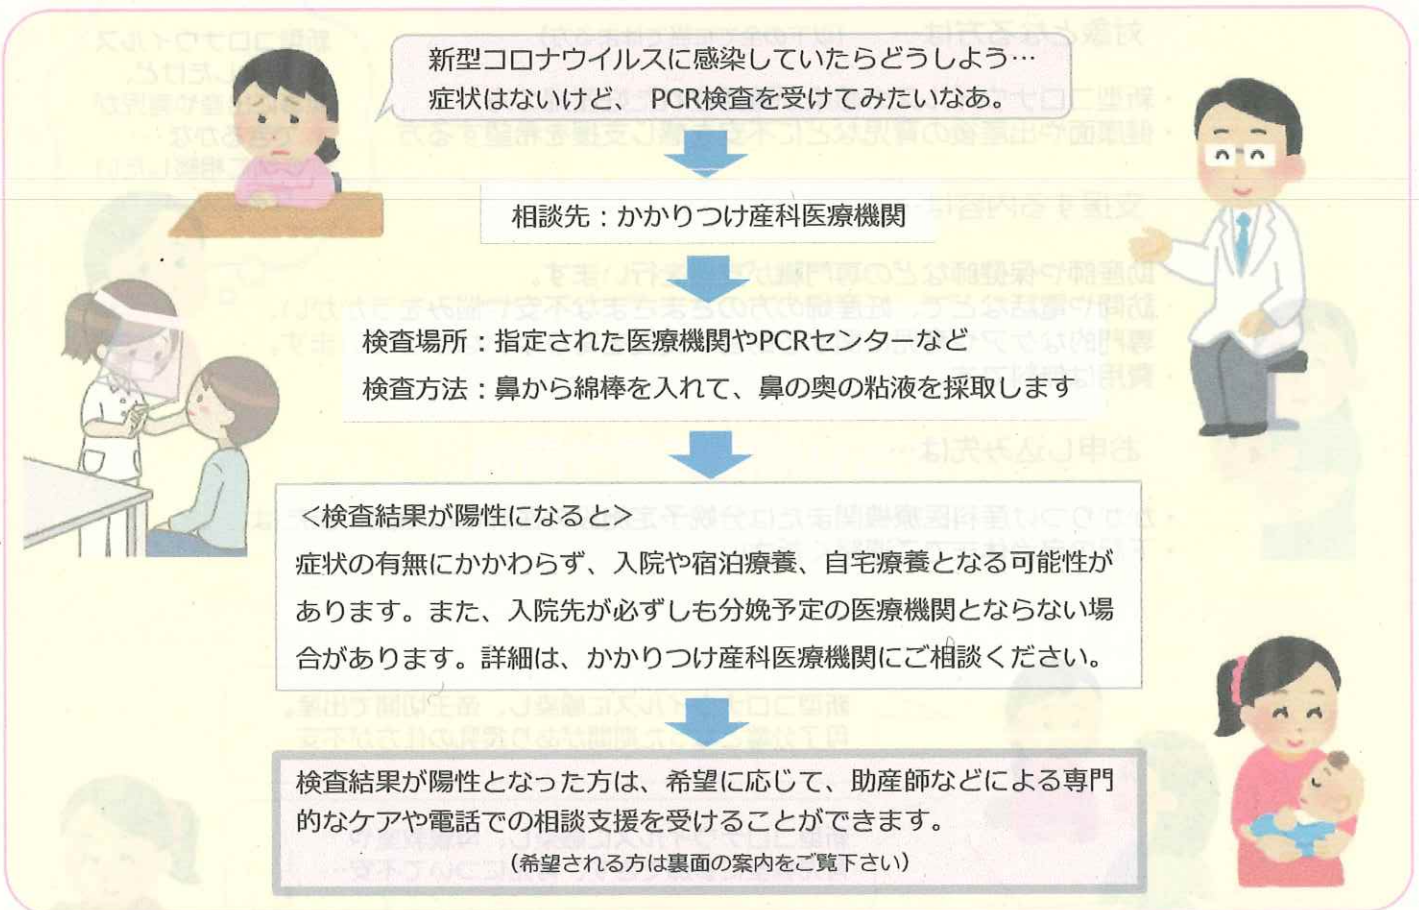 新型コロナウイルスに感染していたらどうしよう…
症状はないけど、 PCR検査を受けてみたいなあ。
相談先：かかりつけ産科医療機関
検査場所：指定された医療機関やPCRセンターなど
検査方法：鼻から綿棒を入れて、鼻の奥の粘液を採取します
＜検査結果が陽性になると＞
症状の有無にかかわらず、入院や宿泊療養、自宅療養となる可能性が
あります。また、入院先が必ずしも分娩予定の医療機関とならない場
合があります。詳細は、かかりつけ産科医療機関にご相談ください。
検査結果が陽性となった方は、希望に応じて、助産師などによる専門
的なケアや電話での相談支援を受けることができます。
（希望される方は裏面の案内をご覧下さい）